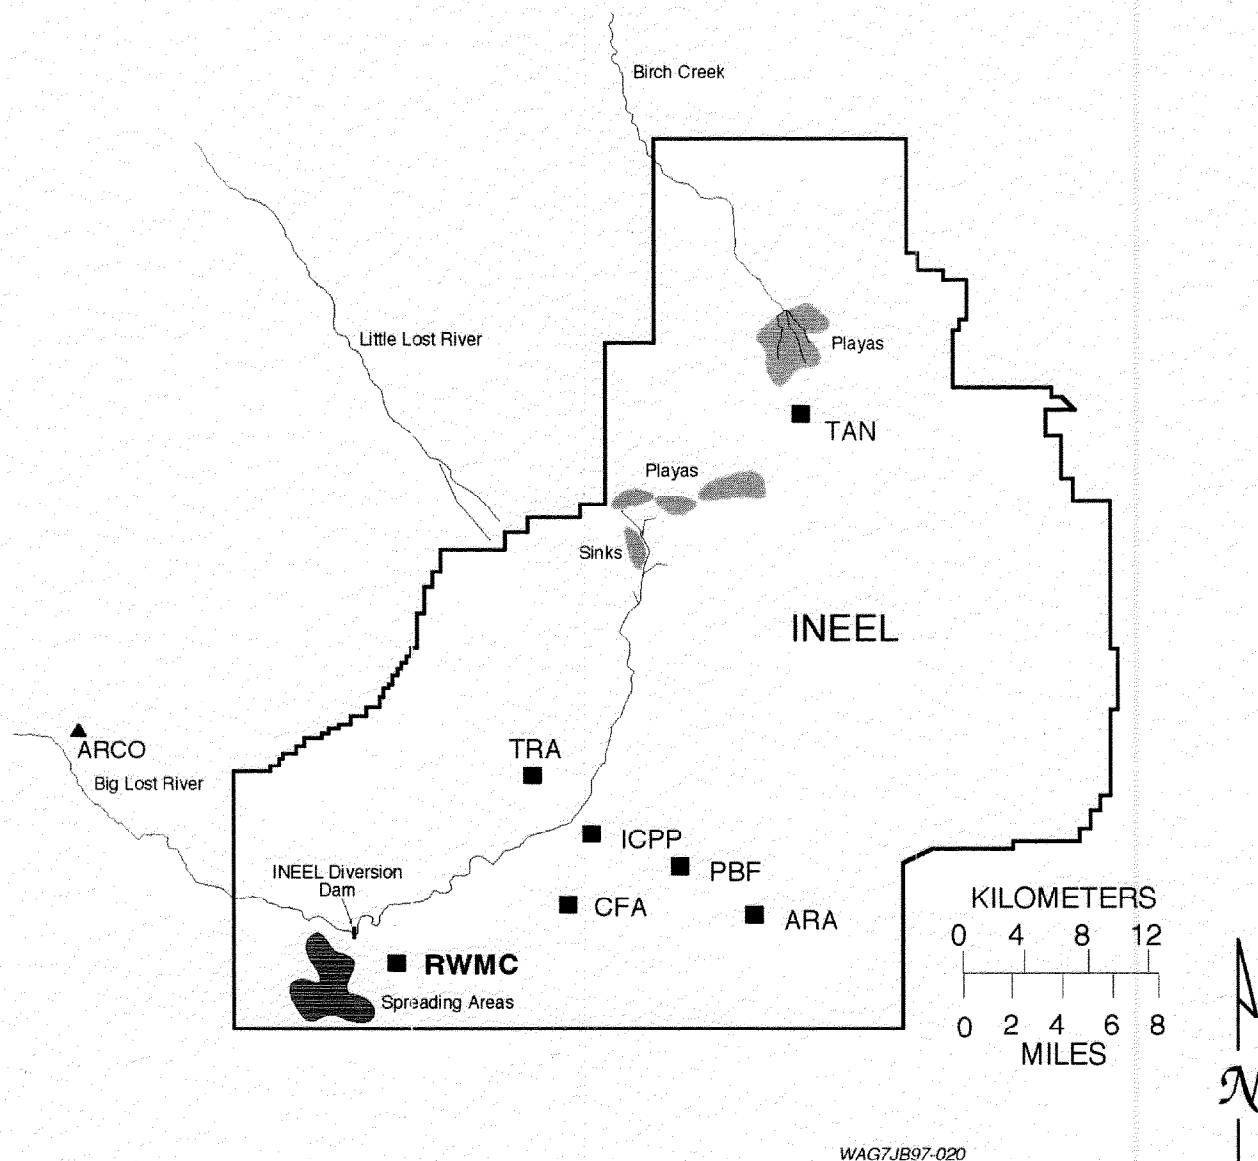 Birch Creek
Little Lost River
Playas
TAN
Playas
Sinks
INEEL
ARCO
Big Lost River
TRA
ICPP
PBF
INEEL Diversion
Dam
CFA
ARA
RWMC
Spreading Areas
KILOMETERS
0 4 8 12
0 2 4 6 8
MILES
N
WAG7JB97-020